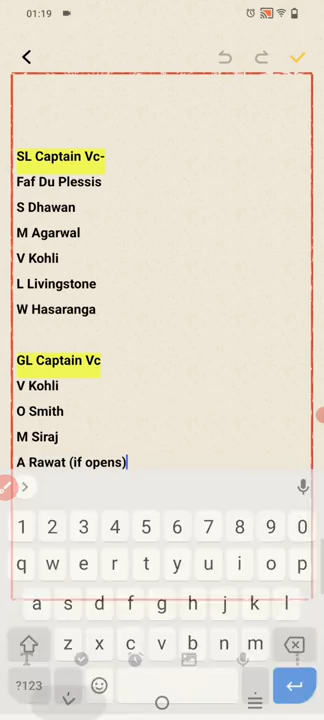 01:19
SL Captain Vc-
Faf Du Plessis
S Dhawan
M Agarwal
V Kohli
L Livingstone
W Hasaranga
GL Captain Vc
V Kohli
O Smith
M Siraj
A Rawat (if opens)
1 2 3 4 5 6 7 8 9 0
q w e r t y u i o p
a s d f g h j k l
z x c v b n m
?123